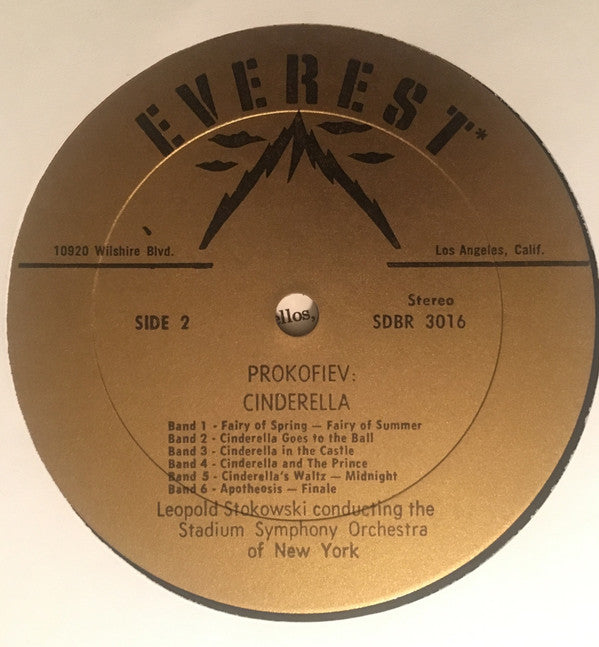 EVEREST*
10920 Wilshire Blvd.
Los Angeles, Calif.
Stereo
SIDE 2
SDBR 3016
ellos,
PROKOFIEV:
CINDERELLA
Band 1 - Fairy of Spring — Fairy of Summer
Band 2 - Cinderella Goes to the Ball
Band 3 - Cinderella in the Castle
Band 4 - Cinderella and The Prince
Band 5 - Cinderella's Waltz — Midnight
Band 6 - Apotheosis — Finale
Leopold Stokowski conducting the
Stadium Symphony Orchestra
of New York